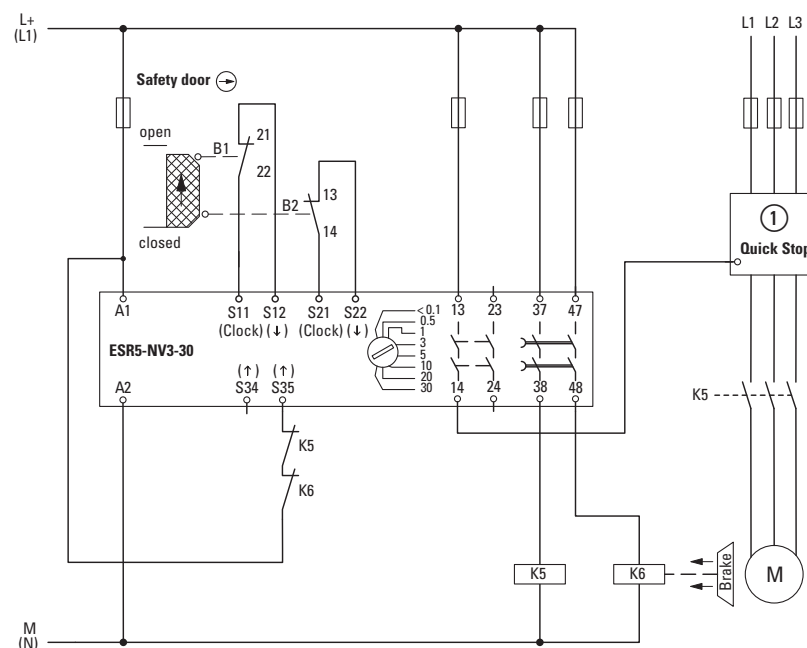 L+
(L1)
L1 L2 L3
Safety door
open
B1
21
22
13
B2
14
closed
1
Quick Stop
A1
S11
(Clock)
S12
(↓)
S21
(Clock)
S22
(↓)
< 0.1
0.5
1
3
5
10
20
30
13
23
37
47
ESR5-NV3-30
(↑)
S34
(↑)
S35
A2
14
24
38
48
K5
K6
K5
K5
K6
Brake
M
M
(N)